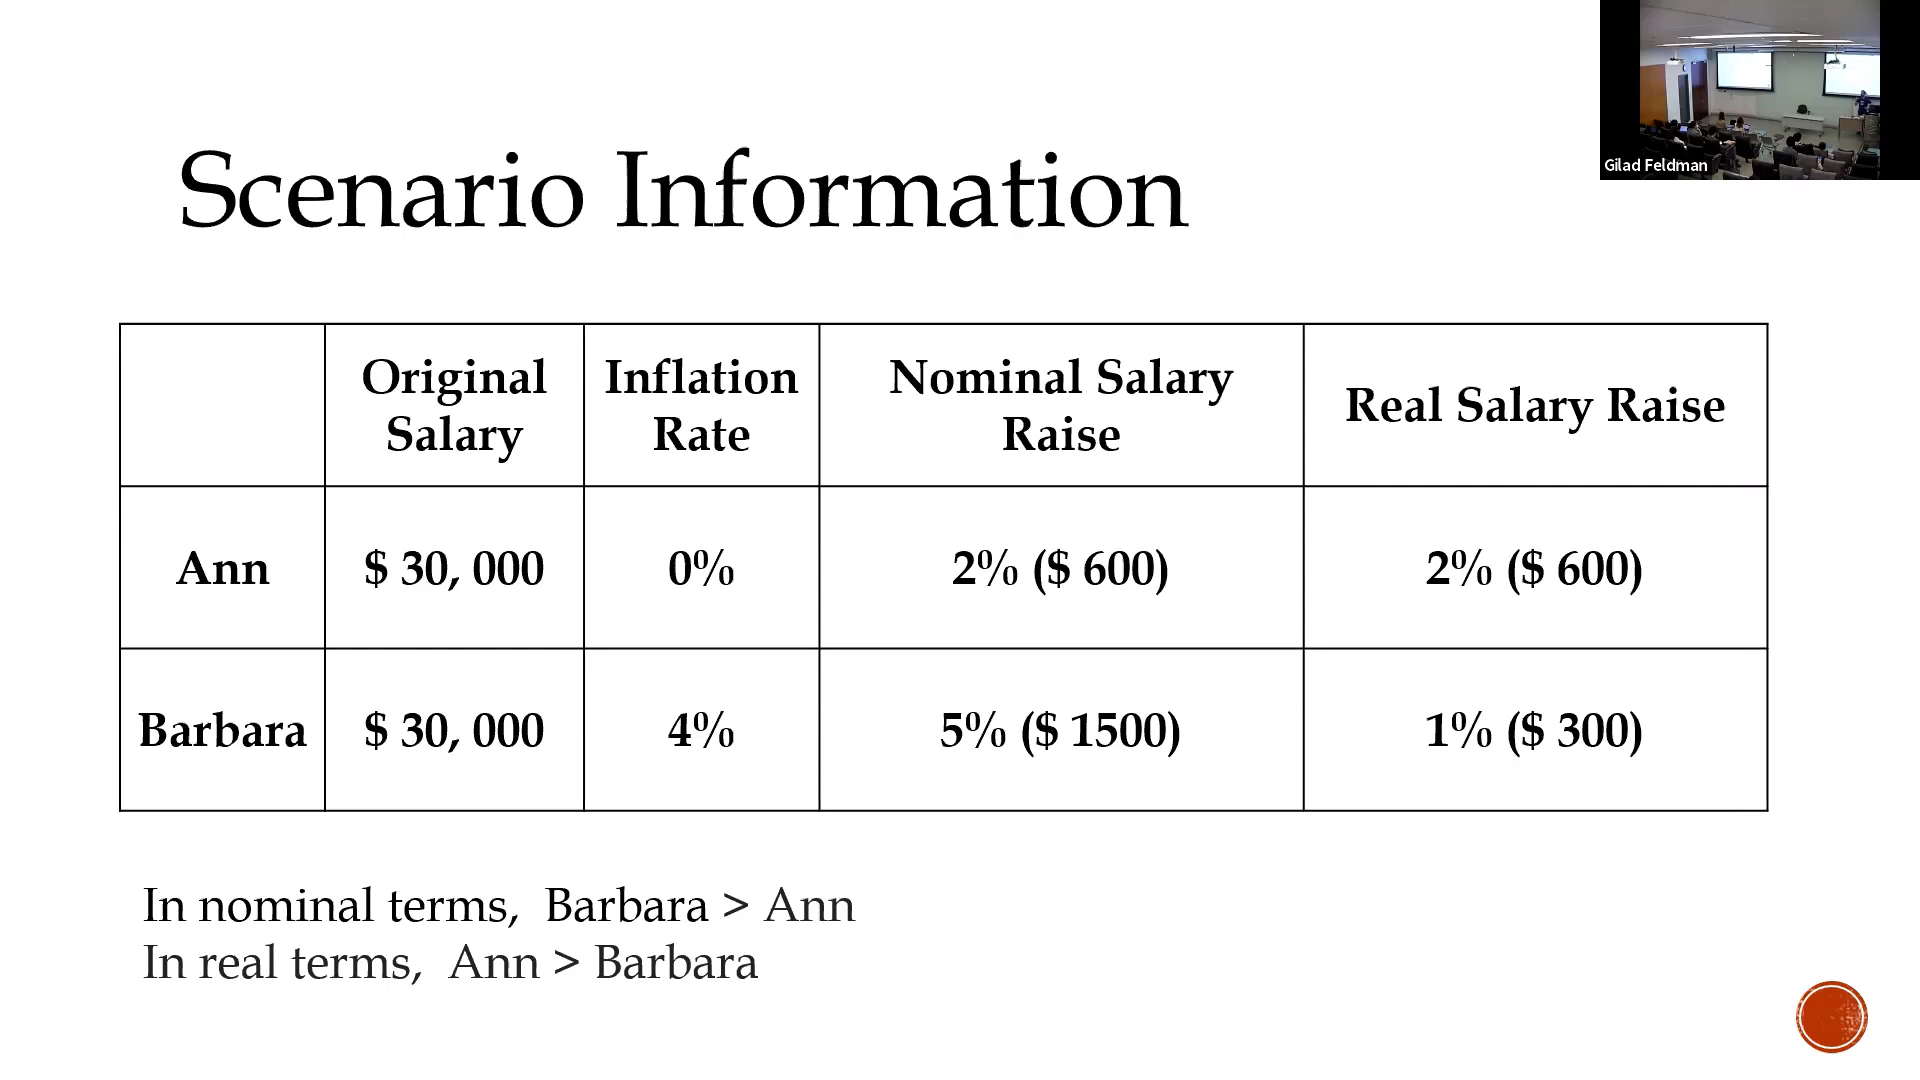 Gilad Feldman
Scenario Information
Original Salary
Inflation Rate
Nominal Salary Raise
Real Salary Raise
Ann
$ 30, 000
0%
2% ($ 600)
2% ($ 600)
Barbara
$ 30, 000
4%
5% ($ 1500)
1% ($ 300)
In nominal terms,  Barbara > Ann
In real terms,  Ann > Barbara